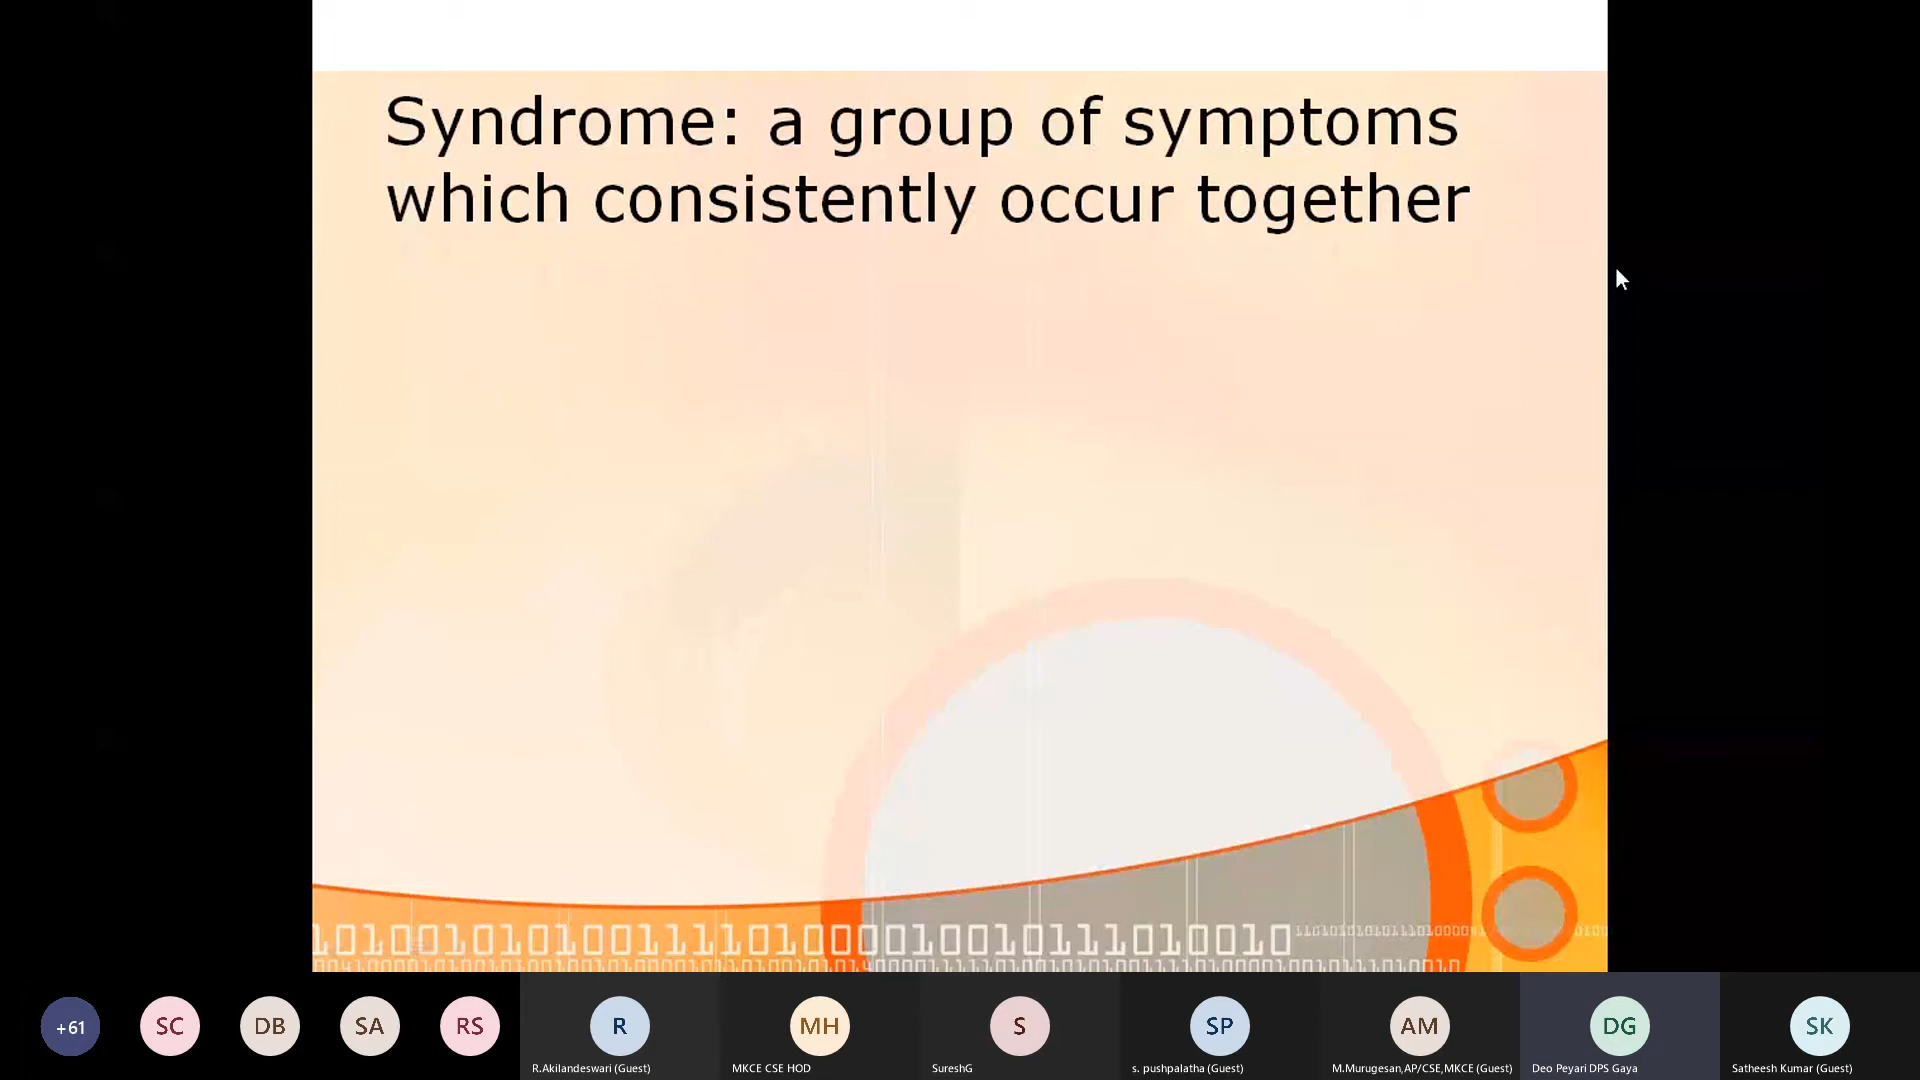 Syndrome: a group of symptoms
which consistently occur together
+61
SC
DB
SA
RS
R
MH
S
SP
AM
DG
SK
R.Akilandeswari (Guest)
MKCE CSE HOD
SureshG
s. pushpalatha (Guest)
M.Murugesan,AP/CSE,MKCE (Guest)
Deo Peyari DPS Gaya
Satheesh Kumar (Guest)